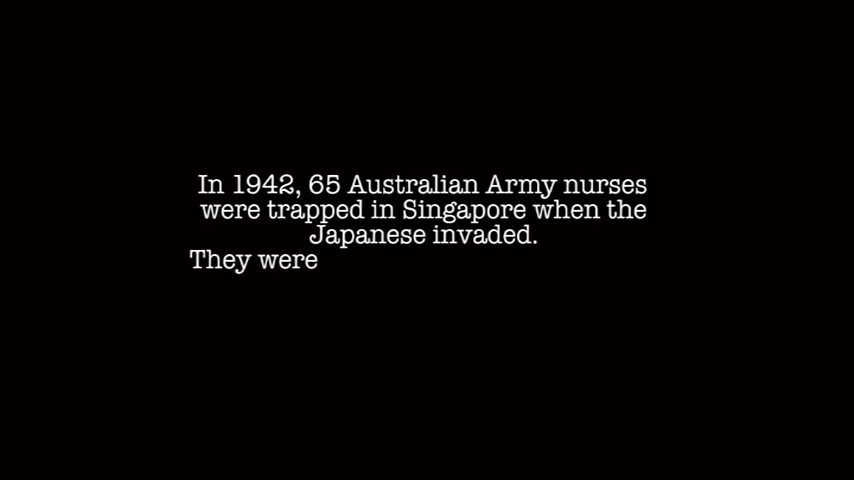 In 1942, 65 Australian Army nurses
were trapped in Singapore when the
Japanese invaded.
They were